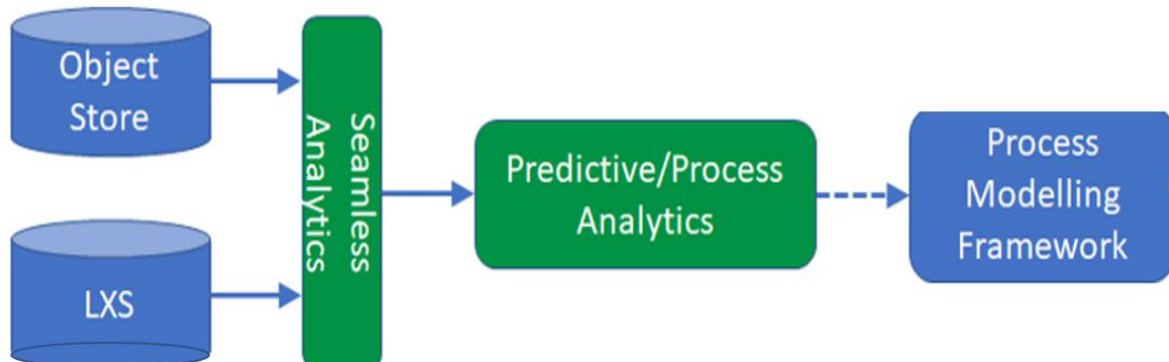 Object
Store
LXS
Seamless
Analytics
Predictive/Process
Analytics
Process
Modelling
Framework